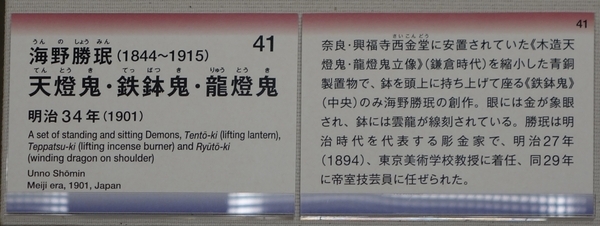 うんのしょうみん
海野勝珉(1844~1915)
41
てんとうき てっぱつき りゅうとうき
天燈鬼・鉄鉢鬼・龍燈鬼
明治34年(1901)
A set of standing and sitting Demons, Tentō-ki (lifting lantern),
Teppatsu-ki (lifting incense burner) and Ryūtō-ki
(winding dragon on shoulder)
Unno Shōmin
Meiji era, 1901, Japan
41
さいこんどう
奈良・興福寺西金堂に安置されていた《木造天
燈鬼・龍燈鬼立像》(鎌倉時代)を縮小した青銅
製置物で、鉢を頭上に持ち上げて座る《鉄鉢鬼》
(中央)のみ海野勝珉の創作。眼には金が象眼
され、鉢には雲龍が線刻されている。勝珉は明
治時代を代表する彫金家で、明治27年
(1894)、東京美術学校教授に着任、同29年
に帝室技芸員に任ぜられた。